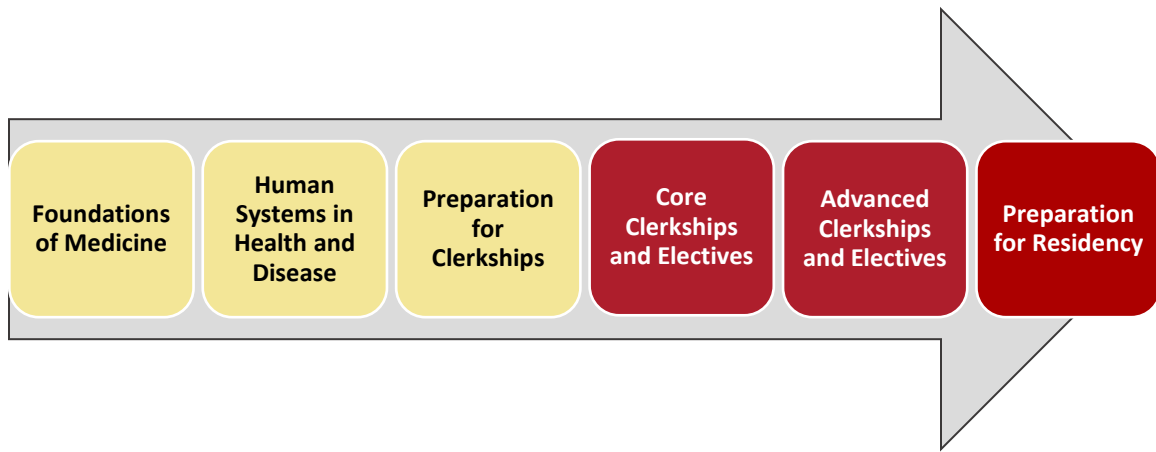 Foundations
of Medicine
Human
Systems in
Health and
Disease
Preparation
for
Clerkships
Core
Clerkships
and Electives
Advanced
Clerkships
and Electives
Preparation
for Residency